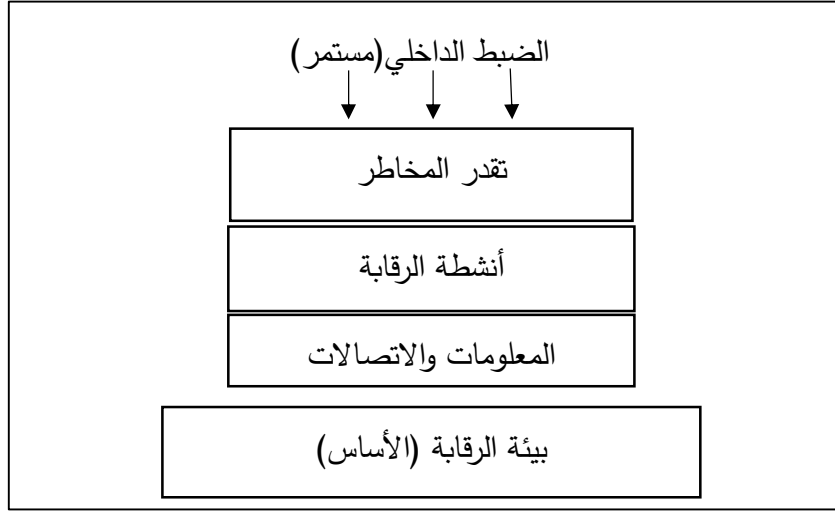 الضبط الداخلي(مستمر)
تقدر المخاطر
أنشطة الرقابة
المعلومات والاتصالات
بيئة الرقابة (الأساس)